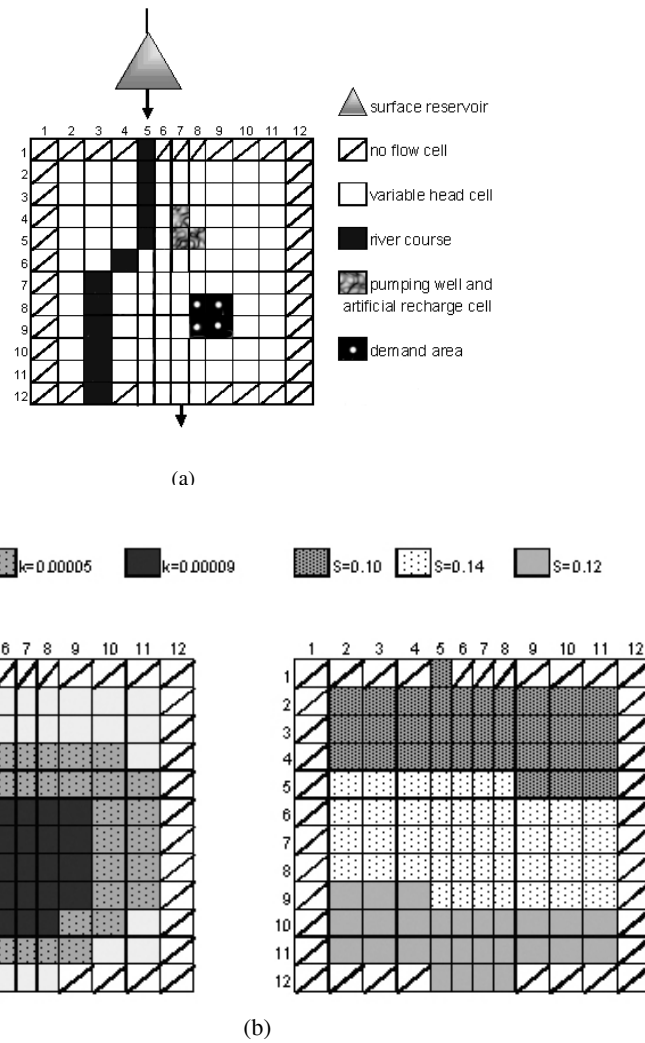 surface reservoir
1 2 3 4 5 6 7 8 9 10 11 12
1
no flow cell
2
3
variable head cell
4
5
river course
6
7
pumping well and
artificial recharge cell
8
9
demand area
10
11
12
(a)
k=0.00005 k=0.00009 S=0.10 S=0.14 S=0.12
6 7 8 9 10 11 12 1 2 3 4 5 6 7 8 9 10 11 12
1
2
3
4
5
6
7
8
9
10
11
12
(b)